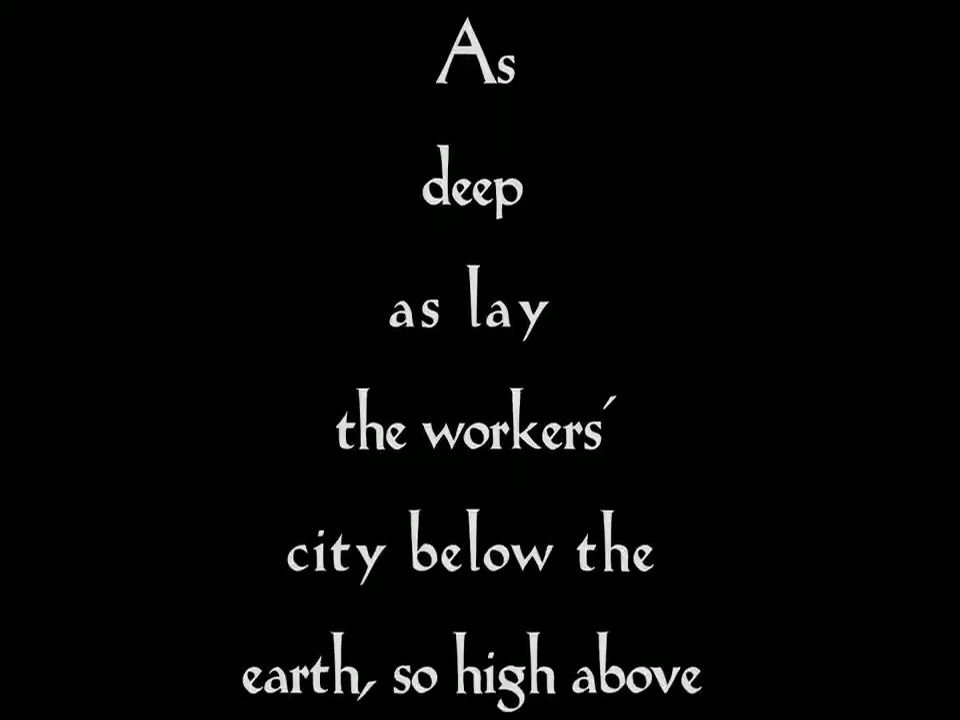 As
deep
as lay
the workers´
city below the
earth, so high above